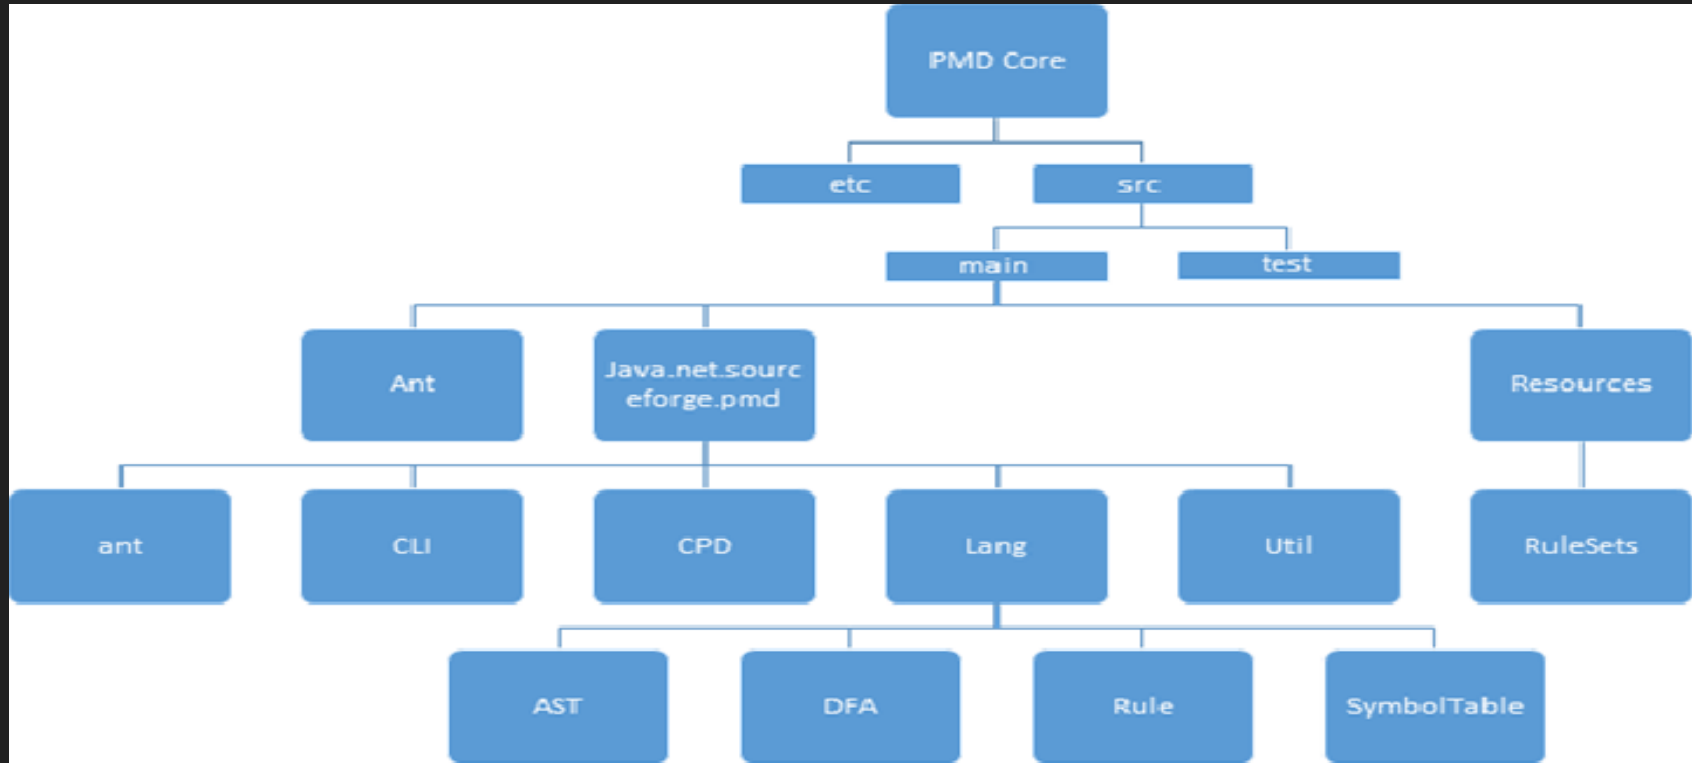 PMD Core
etc
src
main
test
Ant
Java.net.sourc
eforge.pmd
Resources
ant
CLI
CPD
Lang
Util
RuleSets
AST
DFA
Rule
SymbolTable